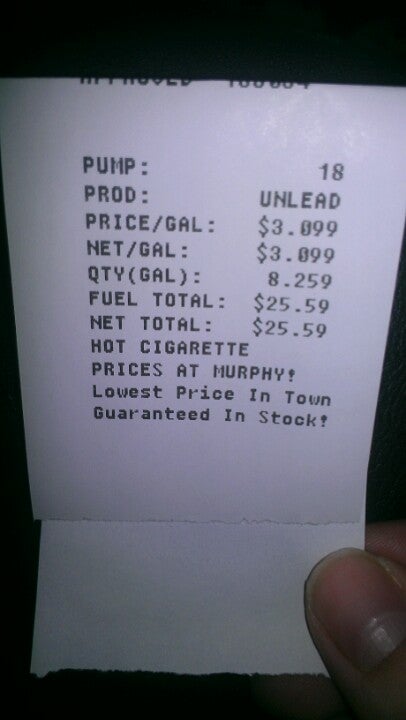 PUMP: 18
PROD: UNLEAD
PRICE/GAL: $3.099
NET/GAL: $3.099
QTY(GAL): 8.259
FUEL TOTAL: $25.59
NET TOTAL: $25.59
HOT CIGARETTE
PRICES AT MURPHY!
Lowest Price In Town
Guaranteed In Stock!